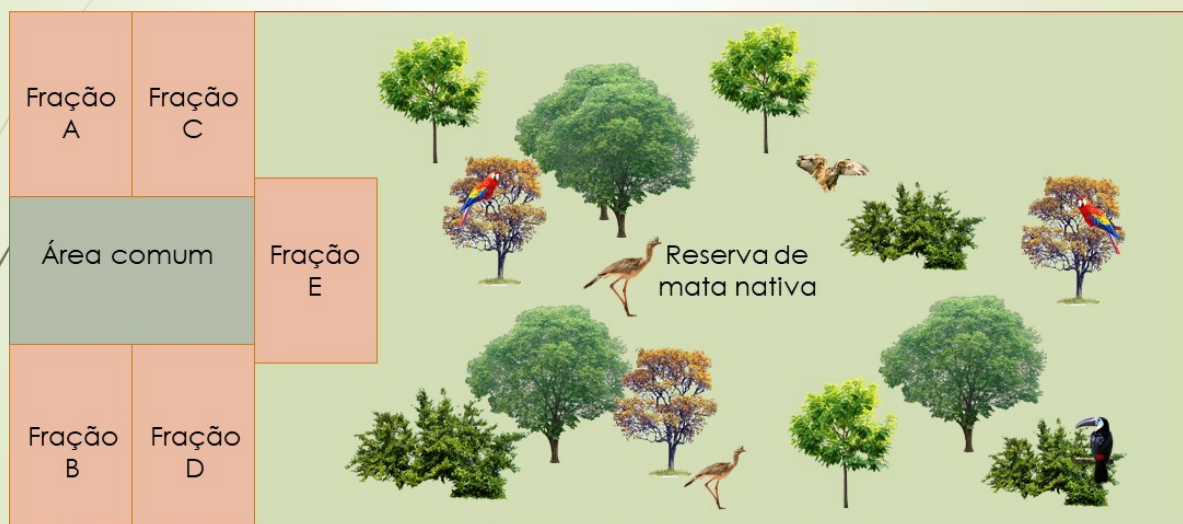 Fração
A
Fração
C
Área comum
Fração
E
Reserva de
mata nativa
Fração
B
Fração
D